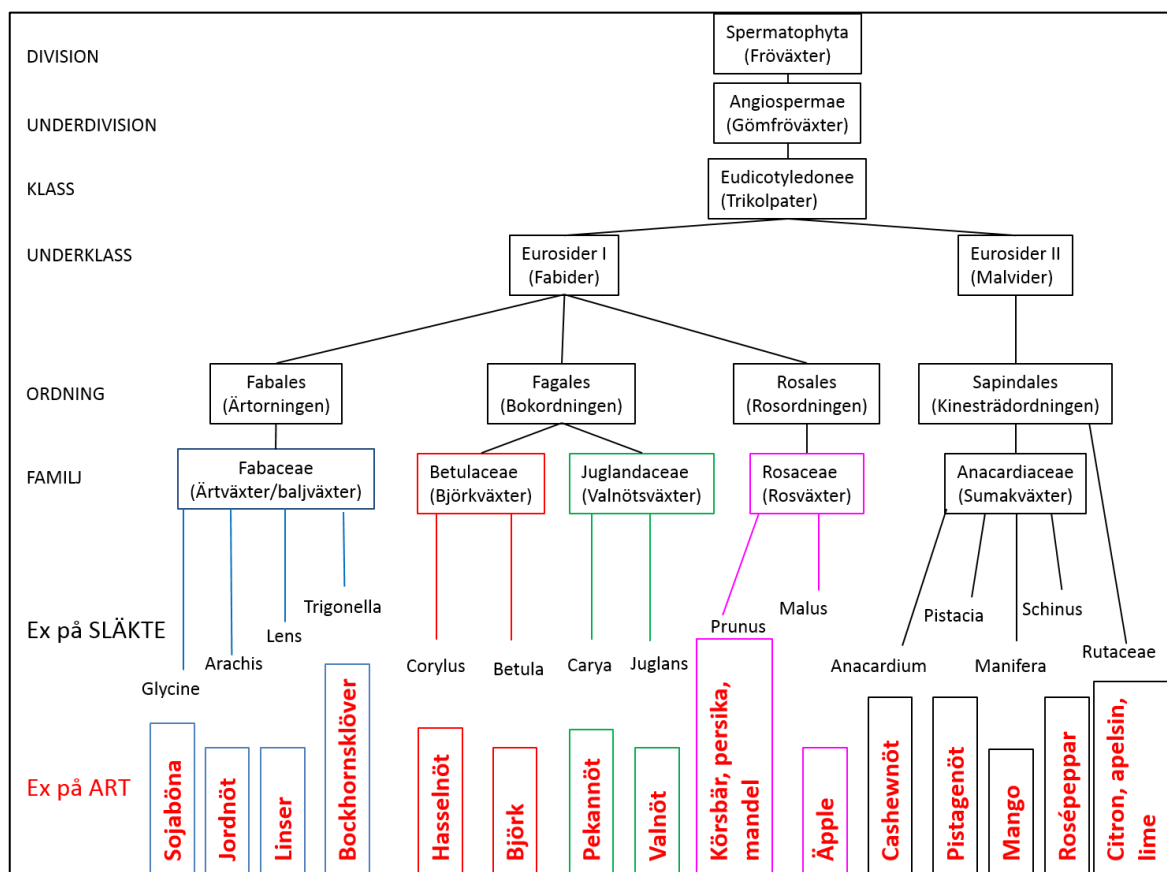 Spermatophyta
(Fröväxter)
DIVISION
Angiospermae
(Gömfröväxter)
UNDERDIVISION
Eudicotyledonee
(Trikolpater)
KLASS
UNDERKLASS
Eurosider I
(Fabider)
Eurosider II
(Malvider)
ORDNING
Fabales
(Ärtorningen)
Fagales
(Bokordningen)
Rosales
(Rosordningen)
Sapindales
(Kinesträdordningen)
FAMILJ
Fabaceae
(Ärtväxter/baljväxter)
Betulaceae
(Björkväxter)
Juglandaceae
(Valnötsväxter)
Rosaceae
(Rosväxter)
Anacardiaceae
(Sumakväxter)
Ex på SLÄKTE
Glycine
Arachis
Lens
Trigonella
Corylus
Betula
Carya
Juglans
Prunus
Malus
Anacardium
Pistacia
Manifera
Schinus
Rutaceae
Ex på ART
Sojaböna
Jordnöt
Linser
Bockhornsklöver
Hasselnöt
Björk
Pekannöt
Valnöt
Körsbär, persika,
mandel
Äpple
Cashewnöt
Pistagenöt
Mango
Rosépeppar
Citron, apelsin,
lime